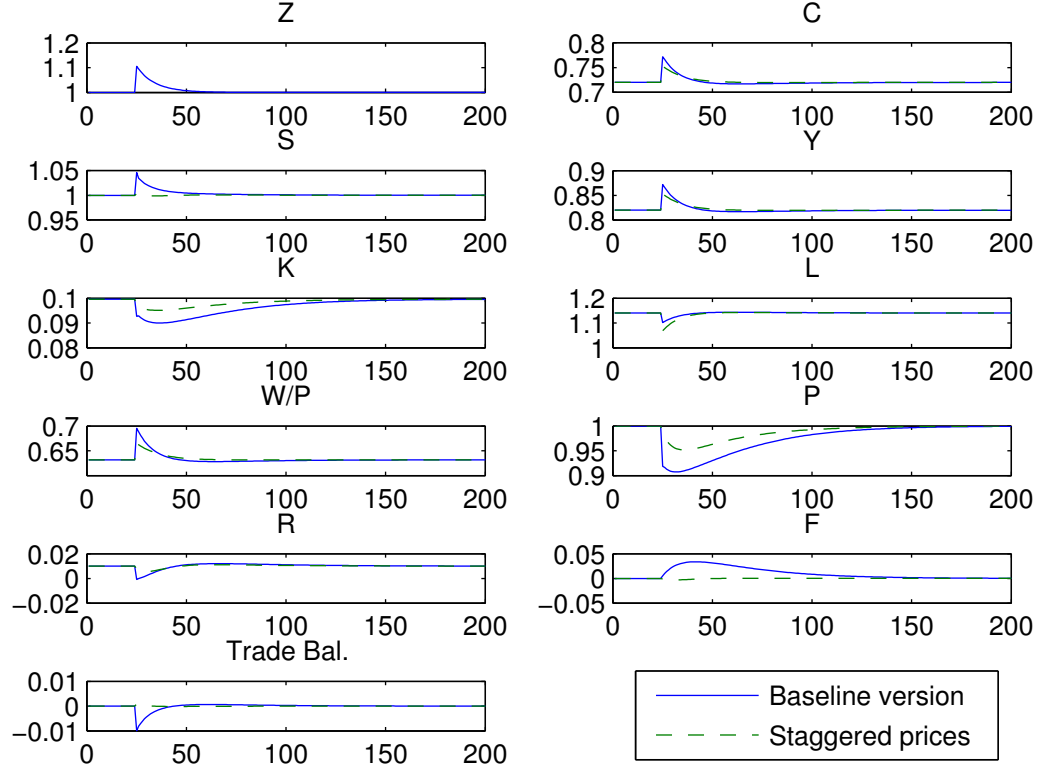 Z
C
1.2
1.1
1
0 50 100 150 200
0.8
0.75
0.7
0 50 100 150 200
S
Y
1.05
1
0.95
0 50 100 150 200
0.9
0.85
0.8
0 50 100 150 200
K
L
0.1
0.09
0.08
0 50 100 150 200
1.2
1.1
1
0 50 100 150 200
W/P
P
0.7
0.65
0 50 100 150 200
1
0.95
0.9
0 50 100 150 200
R
F
0.02
0
−0.02
0 50 100 150 200
0.05
0
−0.05
0 50 100 150 200
Trade Bal.
0.01
0
−0.01
0 50 100 150 200
Baseline version
Staggered prices